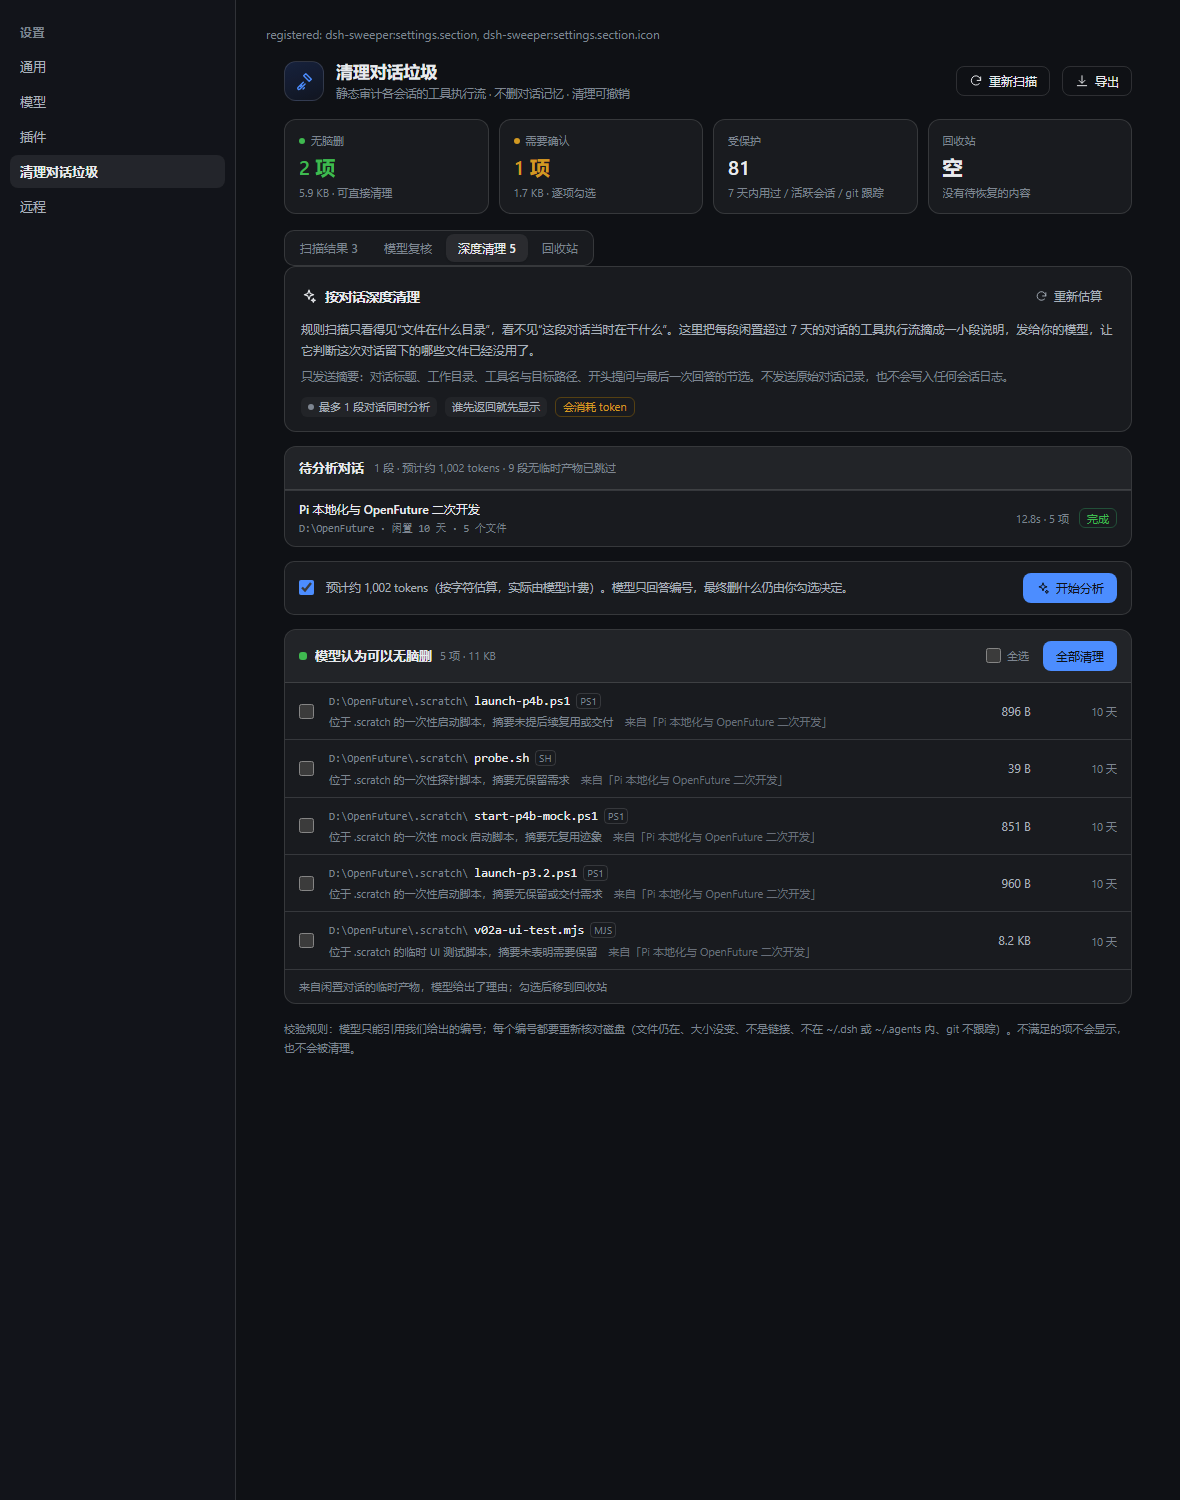 设置
通用
模型
插件
清理对话垃圾
远程
registered: dsh-sweeper:settings.section, dsh-sweeper:settings.section.icon
清理对话垃圾
静态审计各会话的工具执行流 · 不删对话记忆 · 清理可撤销
重新扫描
导出
无脑删
2 项
5.9 KB · 可直接清理
需要确认
1 项
1.7 KB · 逐项勾选
受保护
81
7 天内用过 / 活跃会话 / git 跟踪
回收站
空
没有待恢复的内容
扫描结果 3
模型复核
深度清理 5
回收站
按对话深度清理
重新估算
规则扫描只看得见“文件在什么目录”，看不见“这段对话当时在干什么”。这里把每段闲置超过 7 天的对话的工具执行流摘成一小段说明，发给你的模型，让
它判断这次对话留下的哪些文件已经没用了。
只发送摘要：对话标题、工作目录、工具名与目标路径、开头提问与最后一次回答的节选。不发送原始对话记录，也不会写入任何会话日志。
最多 1 段对话同时分析
谁先返回就先显示
会消耗 token
待分析对话 1 段 · 预计约 1,002 tokens · 9 段无临时产物已跳过
Pi 本地化与 OpenFuture 二次开发
D:\OpenFuture · 闲置 10 天 · 5 个文件
12.8s · 5 项 完成
预计约 1,002 tokens（按字符估算，实际由模型计费）。模型只回答编号，最终删什么仍由你勾选决定。
开始分析
模型认为可以无脑删 5 项 · 11 KB
全选
全部清理
D:\OpenFuture\.scratch\ launch-p4b.ps1 PS1
位于 .scratch 的一次性启动脚本，摘要未提后续复用或交付 来自「Pi 本地化与 OpenFuture 二次开发」
896 B
10 天
D:\OpenFuture\.scratch\ probe.sh SH
位于 .scratch 的一次性探针脚本，摘要无保留需求 来自「Pi 本地化与 OpenFuture 二次开发」
39 B
10 天
D:\OpenFuture\.scratch\ start-p4b-mock.ps1 PS1
位于 .scratch 的一次性 mock 启动脚本，摘要无复用迹象 来自「Pi 本地化与 OpenFuture 二次开发」
851 B
10 天
D:\OpenFuture\.scratch\ launch-p3.2.ps1 PS1
位于 .scratch 的一次性启动脚本，摘要无保留或交付需求 来自「Pi 本地化与 OpenFuture 二次开发」
960 B
10 天
D:\OpenFuture\.scratch\ v02a-ui-test.mjs MJS
位于 .scratch 的临时 UI 测试脚本，摘要未表明需要保留 来自「Pi 本地化与 OpenFuture 二次开发」
8.2 KB
10 天
来自闲置对话的临时产物，模型给出了理由；勾选后移到回收站
校验规则：模型只能引用我们给出的编号；每个编号都要重新核对磁盘（文件仍在、大小没变、不是链接、不在 ~/.dsh 或 ~/.agents 内、git 不跟踪）。不满足的项不会显示，
也不会被清理。